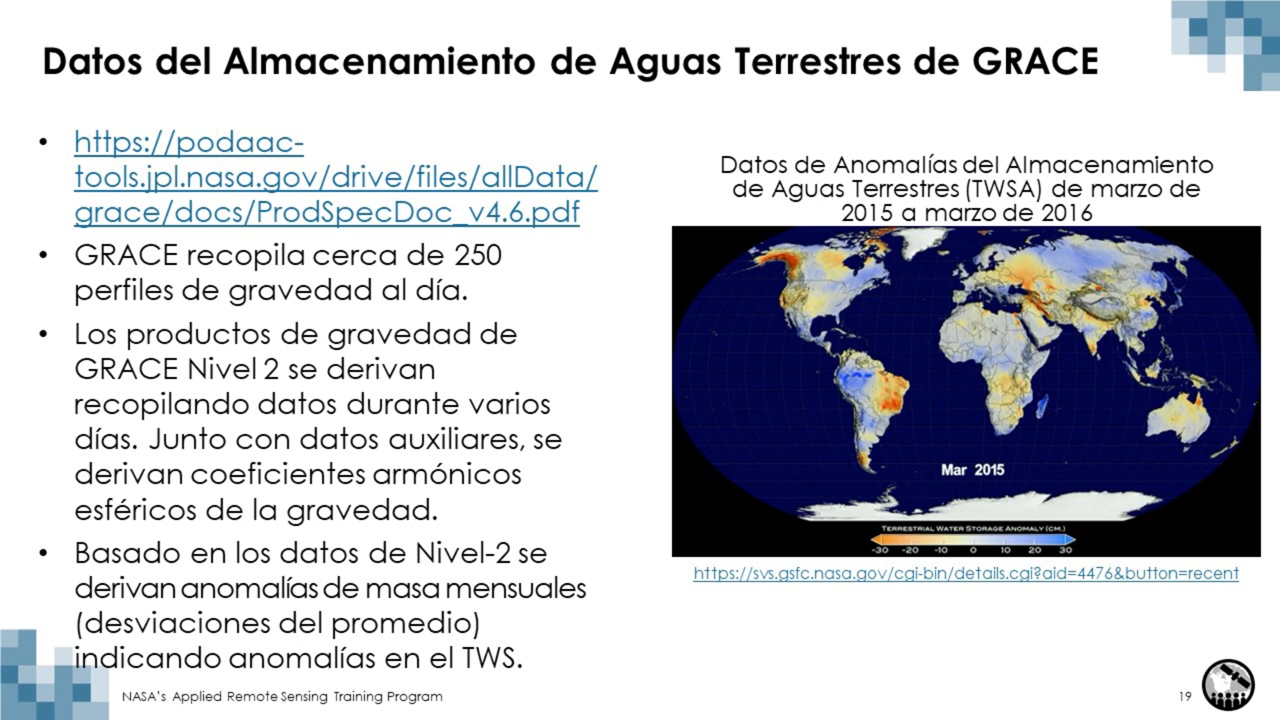 Datos del Almacenamiento de Aguas Terrestres de GRACE
• https://podaac-
tools.jpl.nasa.gov/drive/files/allData/
grace/docs/ProdSpecDoc_v4.6.pdf
• GRACE recopila cerca de 250
perfiles de gravedad al día.
• Los productos de gravedad de
GRACE Nivel 2 se derivan
recopilando datos durante varios
días. Junto con datos auxiliares, se
derivan coeficientes armónicos
esféricos de la gravedad.
• Basado en los datos de Nivel-2 se
derivan anomalías de masa mensuales
(desviaciones del promedio)
indicando anomalías en el TWS.
Datos de Anomalías del Almacenamiento
de Aguas Terrestres (TWSA) de marzo de
2015 a marzo de 2016
Mar 2015
TERRESTRIAL WATER STORAGE ANOMALY (CM.)
-30 -20 -10 0 10 20 30
https://svs.gsfc.nasa.gov/cgi-bin/details.cgi?aid=4476&button=recent
NASA's Applied Remote Sensing Training Program
19